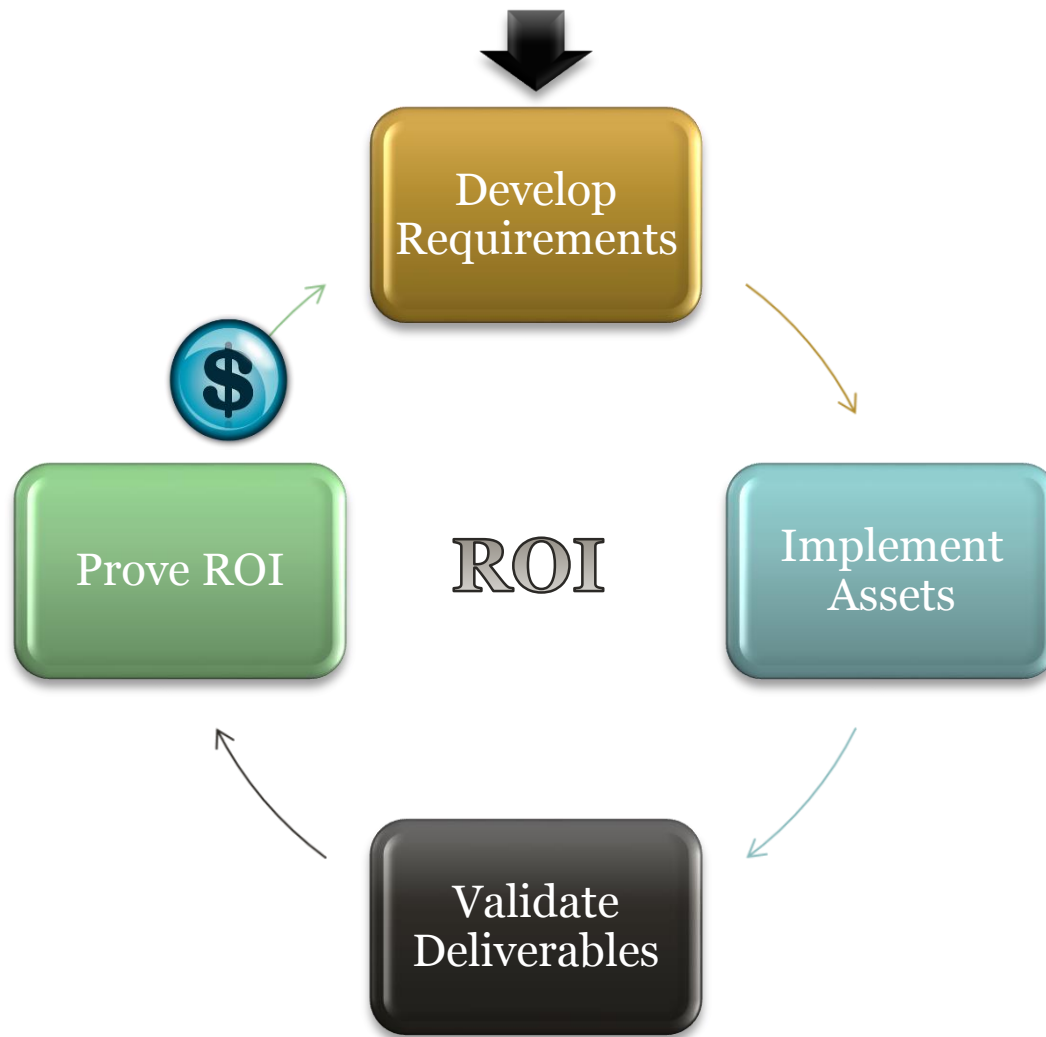 Develop
Requirements
$
Prove ROI
ROI
Implement
Assets
Validate
Deliverables